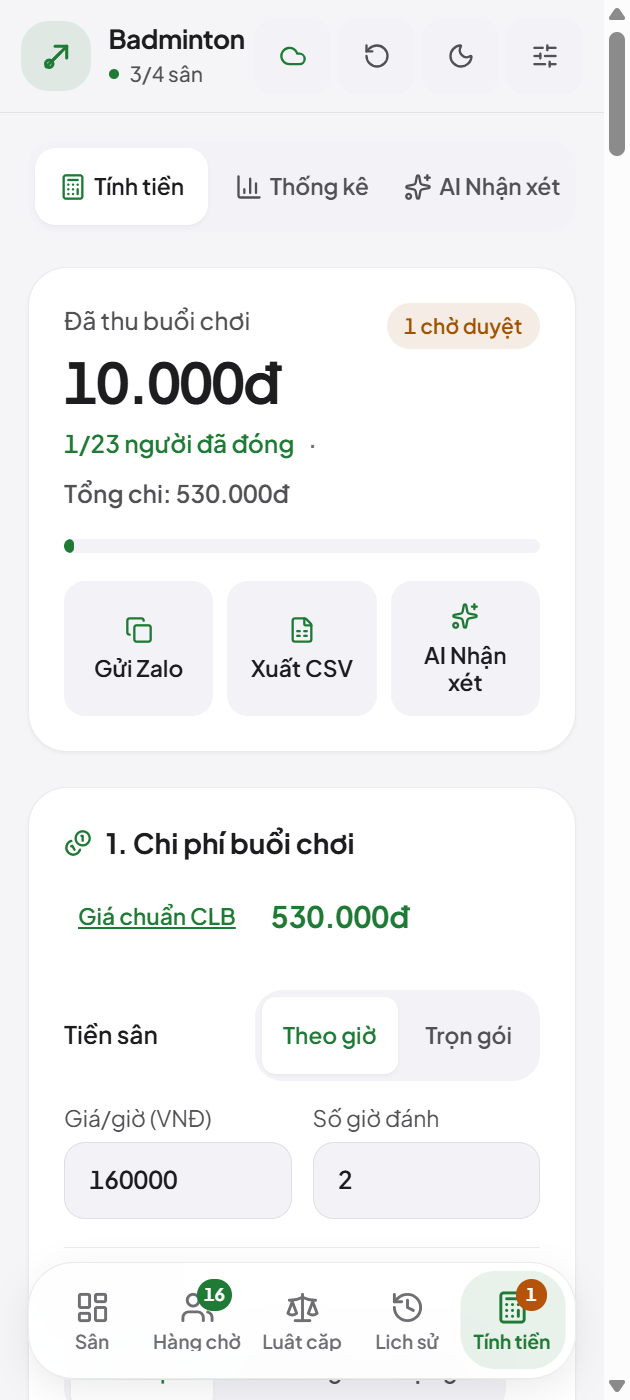 Badminton
3/4 sân
Tính tiền
Thống kê
AI Nhận xét
Đã thu buổi chơi
1 chờ duyệt
10.000đ
1/23 người đã đóng ·
Tổng chi: 530.000đ
Gửi Zalo
Xuất CSV
AI Nhận
xét
1. Chi phí buổi chơi
Giá chuẩn CLB
530.000đ
Tiền sân
Theo giờ
Trọn gói
Giá/giờ (VNĐ)
Số giờ đánh
160000
2
16
1
Sân
Hàng chờ
Luật cặp
Lịch sử
Tính tiền